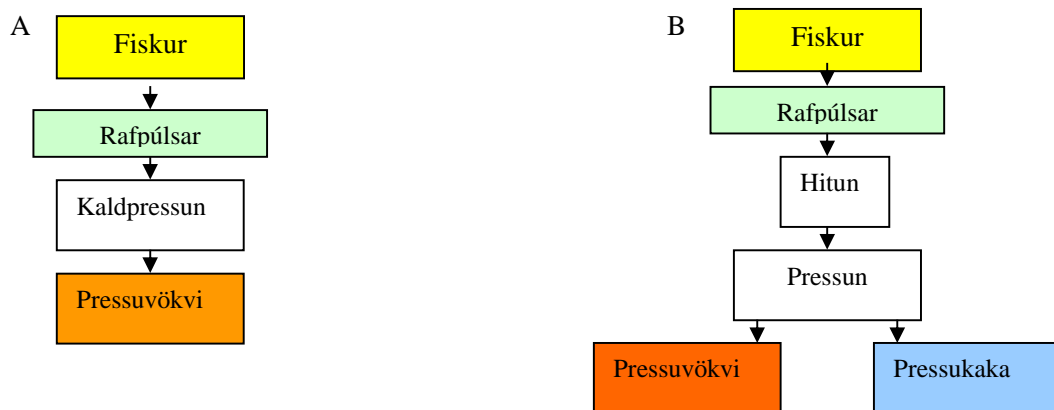 A
Fiskur
Rafpúlsar
Kaldpressun
Pressuvökvi
B
Fiskur
Rafpúlsar
Hitun
Pressun
Pressuvökvi
Pressukaka